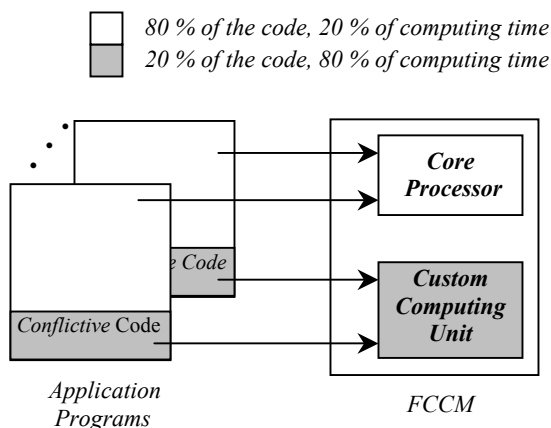 80 % of the code, 20 % of computing time
20 % of the code, 80 % of computing time
Core
Processor
e Code
Custom
Computing
Unit
Conflictive Code
Application
Programs
FCCM